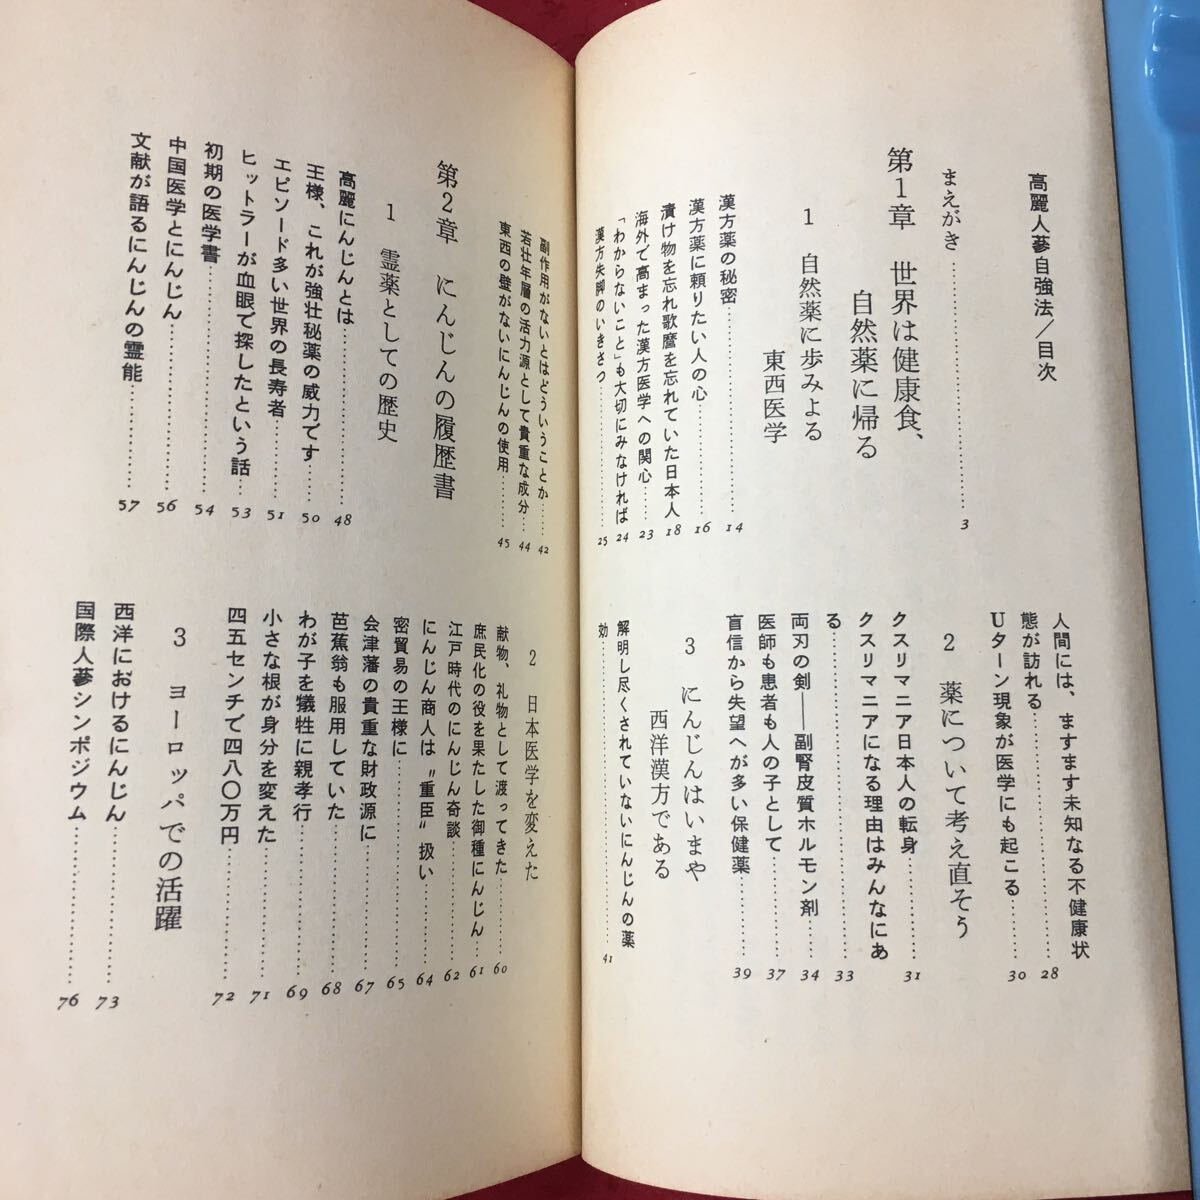 高麗人蔘自強法／目次
まえがき……………………3
第1章　世界は健康食、
自然薬に帰る
1　自然薬に歩みよる
東西医学
漢方薬の秘密……………………14
漢方薬に頼りたい人の心……………16
漬け物を忘れ歌麿を忘れていた日本人…18
海外で高まった漢方医学への関心……23
「わからないこと」も大切にみなければ…24
漢方失脚のいきさつ……………25
人間には、ますます未知なる不健康状
態が訪れる……………………28
Uターン現象が医学にも起こる………30
2　薬について考え直そう
クスリマニア日本人の転身……………31
クスリマニアになる理由はみんなにあ
る……………………33
両刃の剣――副腎皮質ホルモン剤……34
医師も患者も人の子として……………37
盲信から失望へが多い保健薬…………39
3　にんじんはいまや
西洋漢方である
解明し尽くされていないにんじんの薬
効……………………41
副作用がないとはどういうことか……42
若壮年層の活力源として貴重な成分…44
東西の壁がないにんじんの使用………45
第2章　にんじんの履歴書
1　霊薬としての歴史
高麗にんじんとは……………………48
王様、これが強壮秘薬の威力です……50
エピソード多い世界の長寿者…………51
ヒットラーが血眼で探したという話…53
初期の医学書……………………54
中国医学とにんじん……………………56
文献が語るにんじんの霊能……………57
2　日本医学を変えた
献物、礼物として渡ってきた…………60
庶民化の役を果たした御種にんじん…61
江戸時代のにんじん奇談………………62
にんじん商人は〝重臣〟扱い…………64
密貿易の王様に……………………65
会津藩の貴重な財政源に………………67
芭蕉翁も服用していた…………………68
わが子を犠牲に親孝行…………………69
小さな根が身分を変えた………………71
四五センチで四八〇万円………………72
3　ヨーロッパでの活躍
西洋におけるにんじん…………………73
国際人蔘シンポジウム…………………76